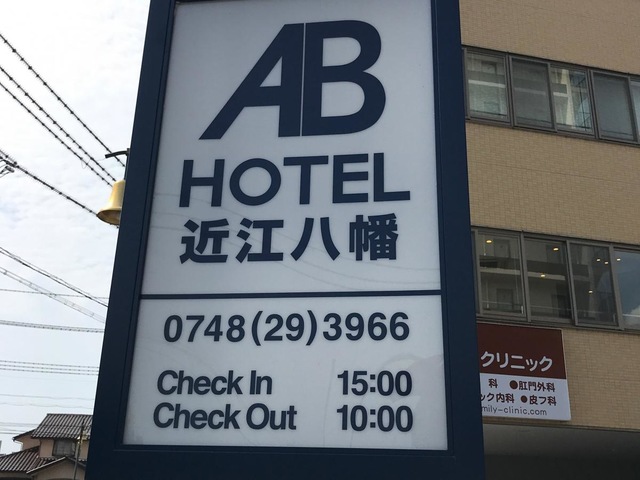 AB
HOTEL
近江八幡
0748(29)3966
Check In 15:00
Check Out 10:00
クリニック
科 ●肛門外科
ック内科 ●皮フ科
mily-clinic.com